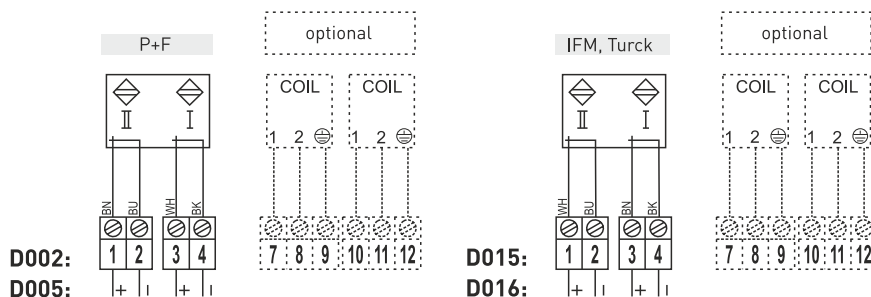 P+F
optional
IFM, Turck
optional
COIL COIL COIL COIL
II I II I
1 2 1 2 1 2 1 2
BN BU WH BK WH BU BN BK
D002: 1 2 3 4 7 8 9 10 11 12 D015: 1 2 3 4 7 8 9 10 11 12
D005: + - + - D016: + - + -